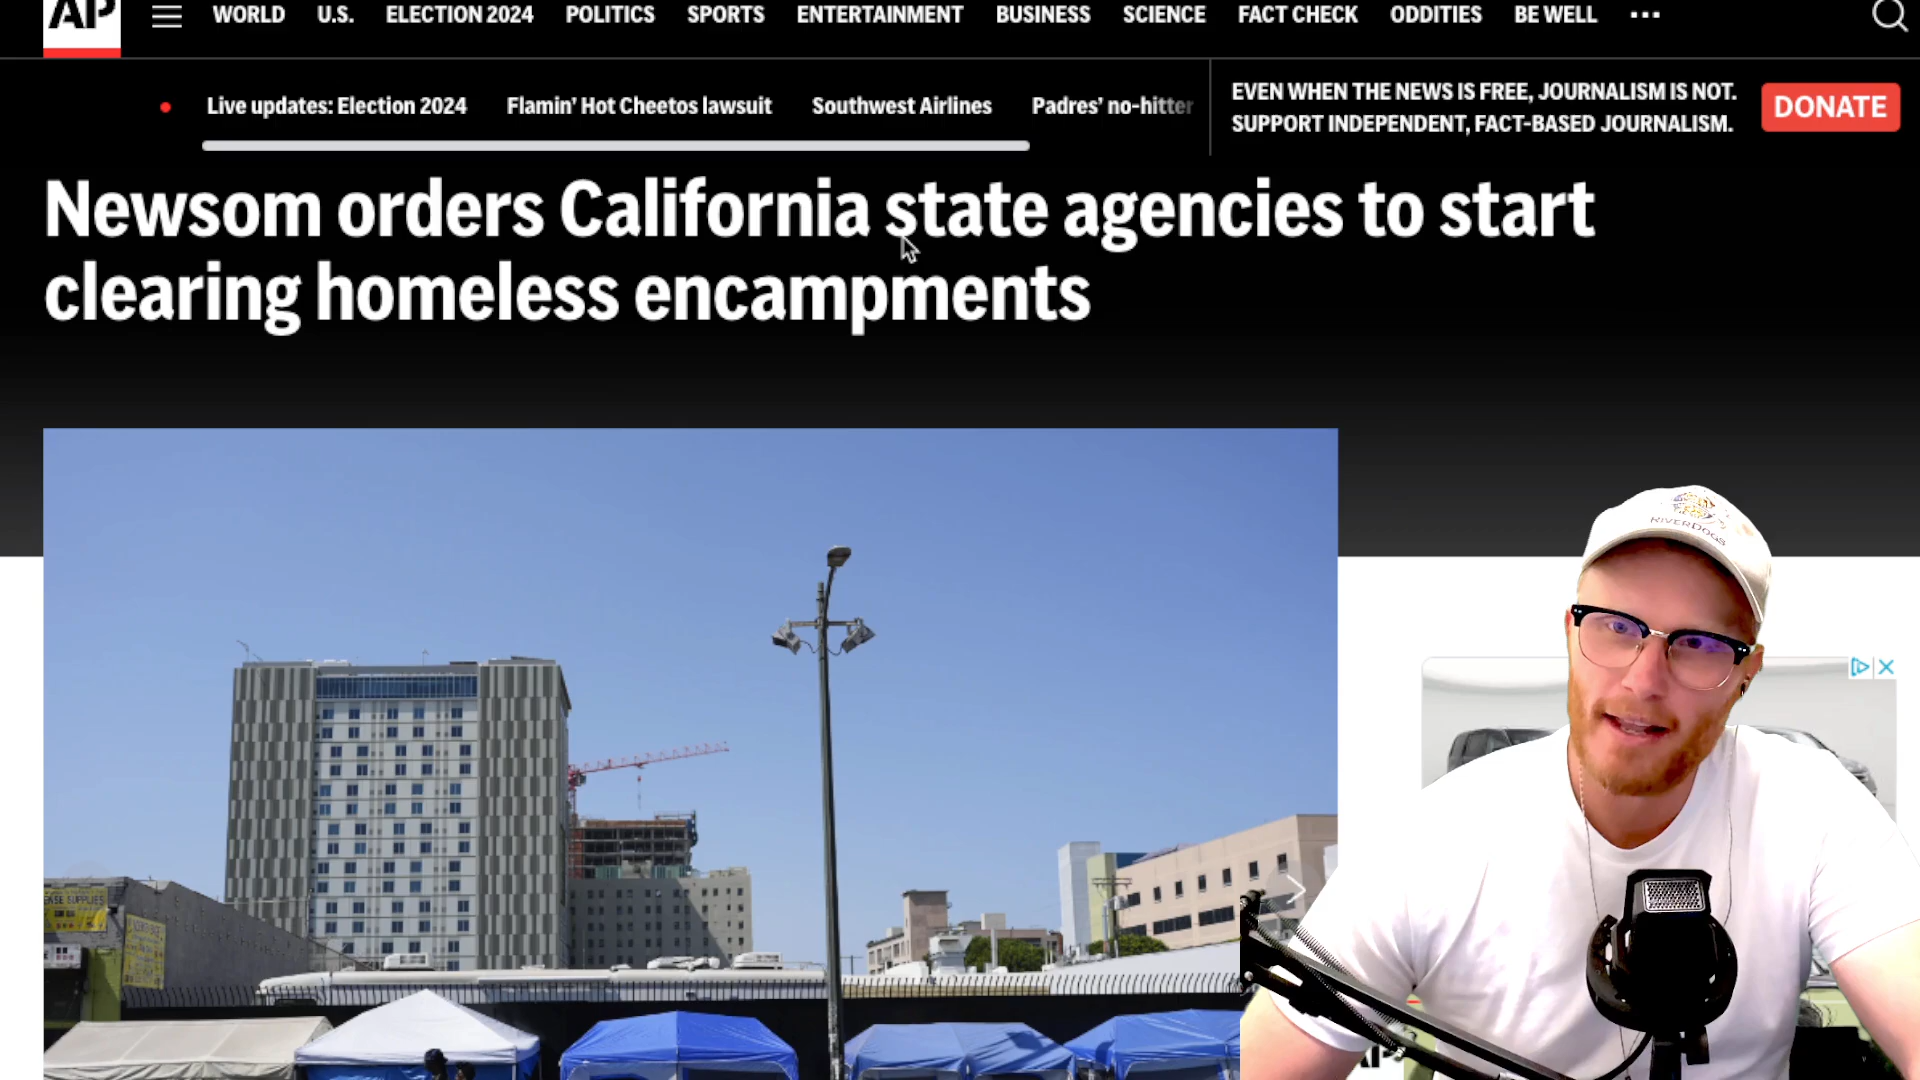 AP
WORLD U.S. ELECTION 2024 POLITICS SPORTS ENTERTAINMENT BUSINESS SCIENCE FACT CHECK ODDITIES BE WELL
Live updates: Election 2024 Flamin' Hot Cheetos lawsuit Southwest Airlines Padres' no-hitter
EVEN WHEN THE NEWS IS FREE, JOURNALISM IS NOT.
SUPPORT INDEPENDENT, FACT-BASED JOURNALISM.
DONATE
Newsom orders California state agencies to start
clearing homeless encampments
RIVERDOGS
SUPPLIES